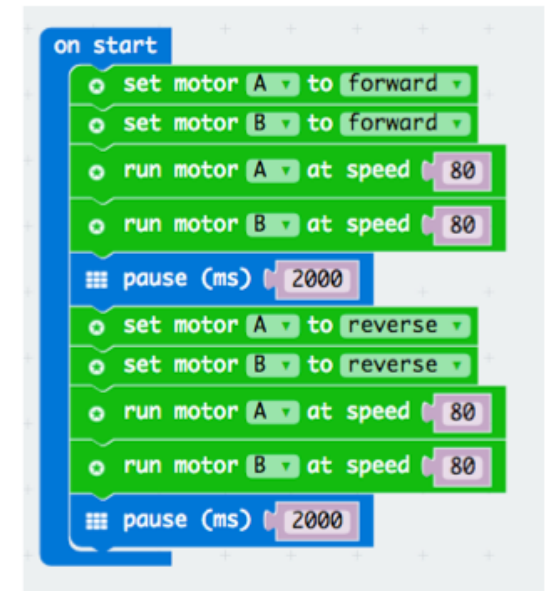 on start
set motor A to forward
set motor B to forward
run motor A at speed 80
run motor B at speed 80
pause (ms) 2000
set motor A to reverse
set motor B to reverse
run motor A at speed 80
run motor B at speed 80
pause (ms) 2000